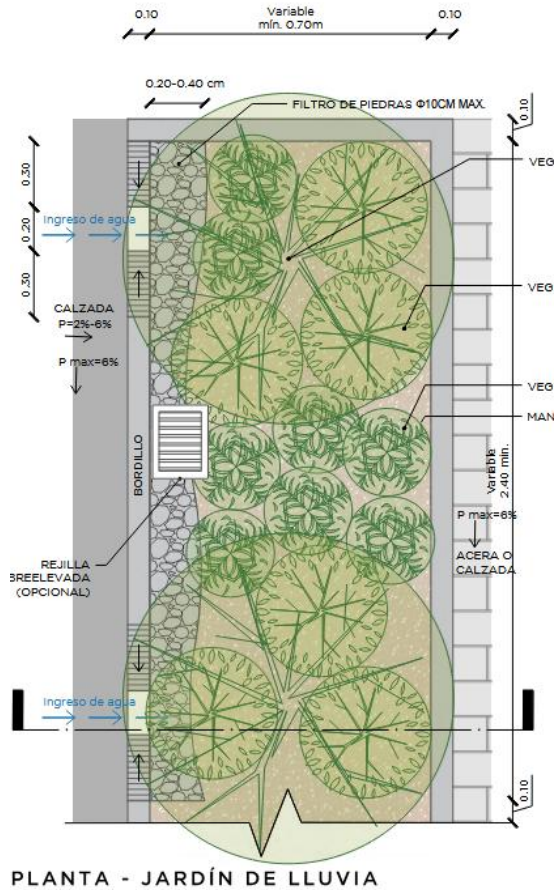 0.10
Variable
mín. 0.70m
0.10
0.20-0.40 cm
0.10
FILTRO DE PIEDRAS Φ10CM MAX.
0.30
VEG
0.20
Ingreso de agua
0.30
VEG
CALZADA
P=2%-6%
P max=6%
VEG
MAN
BORDILLO
Variable
2.40 mín.
P max=6%
ACERA O
CALZADA
REJILLA
BREELEVADA
(OPCIONAL)
Ingreso de agua
0.10
PLANTA - JARDÍN DE LLUVIA